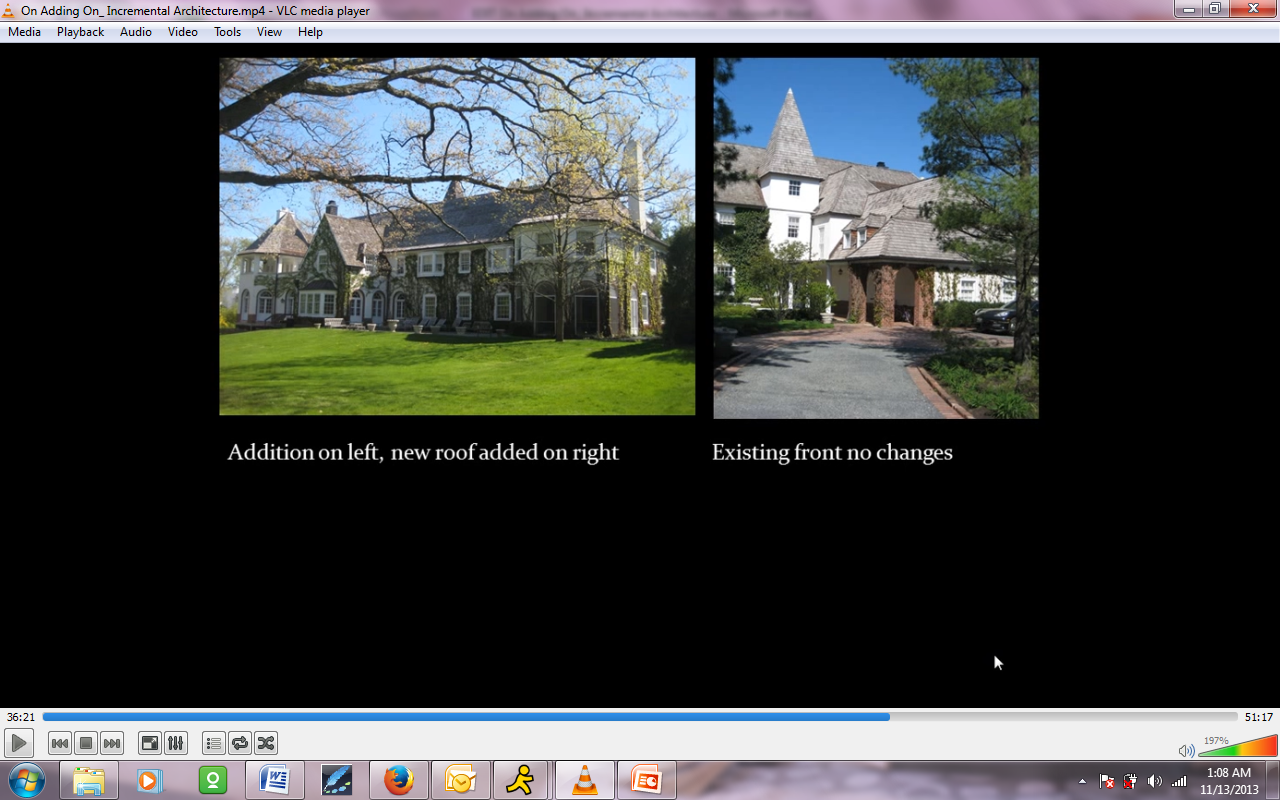 On Adding On_ Incremental Architecture.mp4 - VLC media player
Media Playback Audio Video Tools View Help
Addition on left, new roof added on right
Existing front no changes
36:21
51:17
197%
1:08 AM
11/13/2013